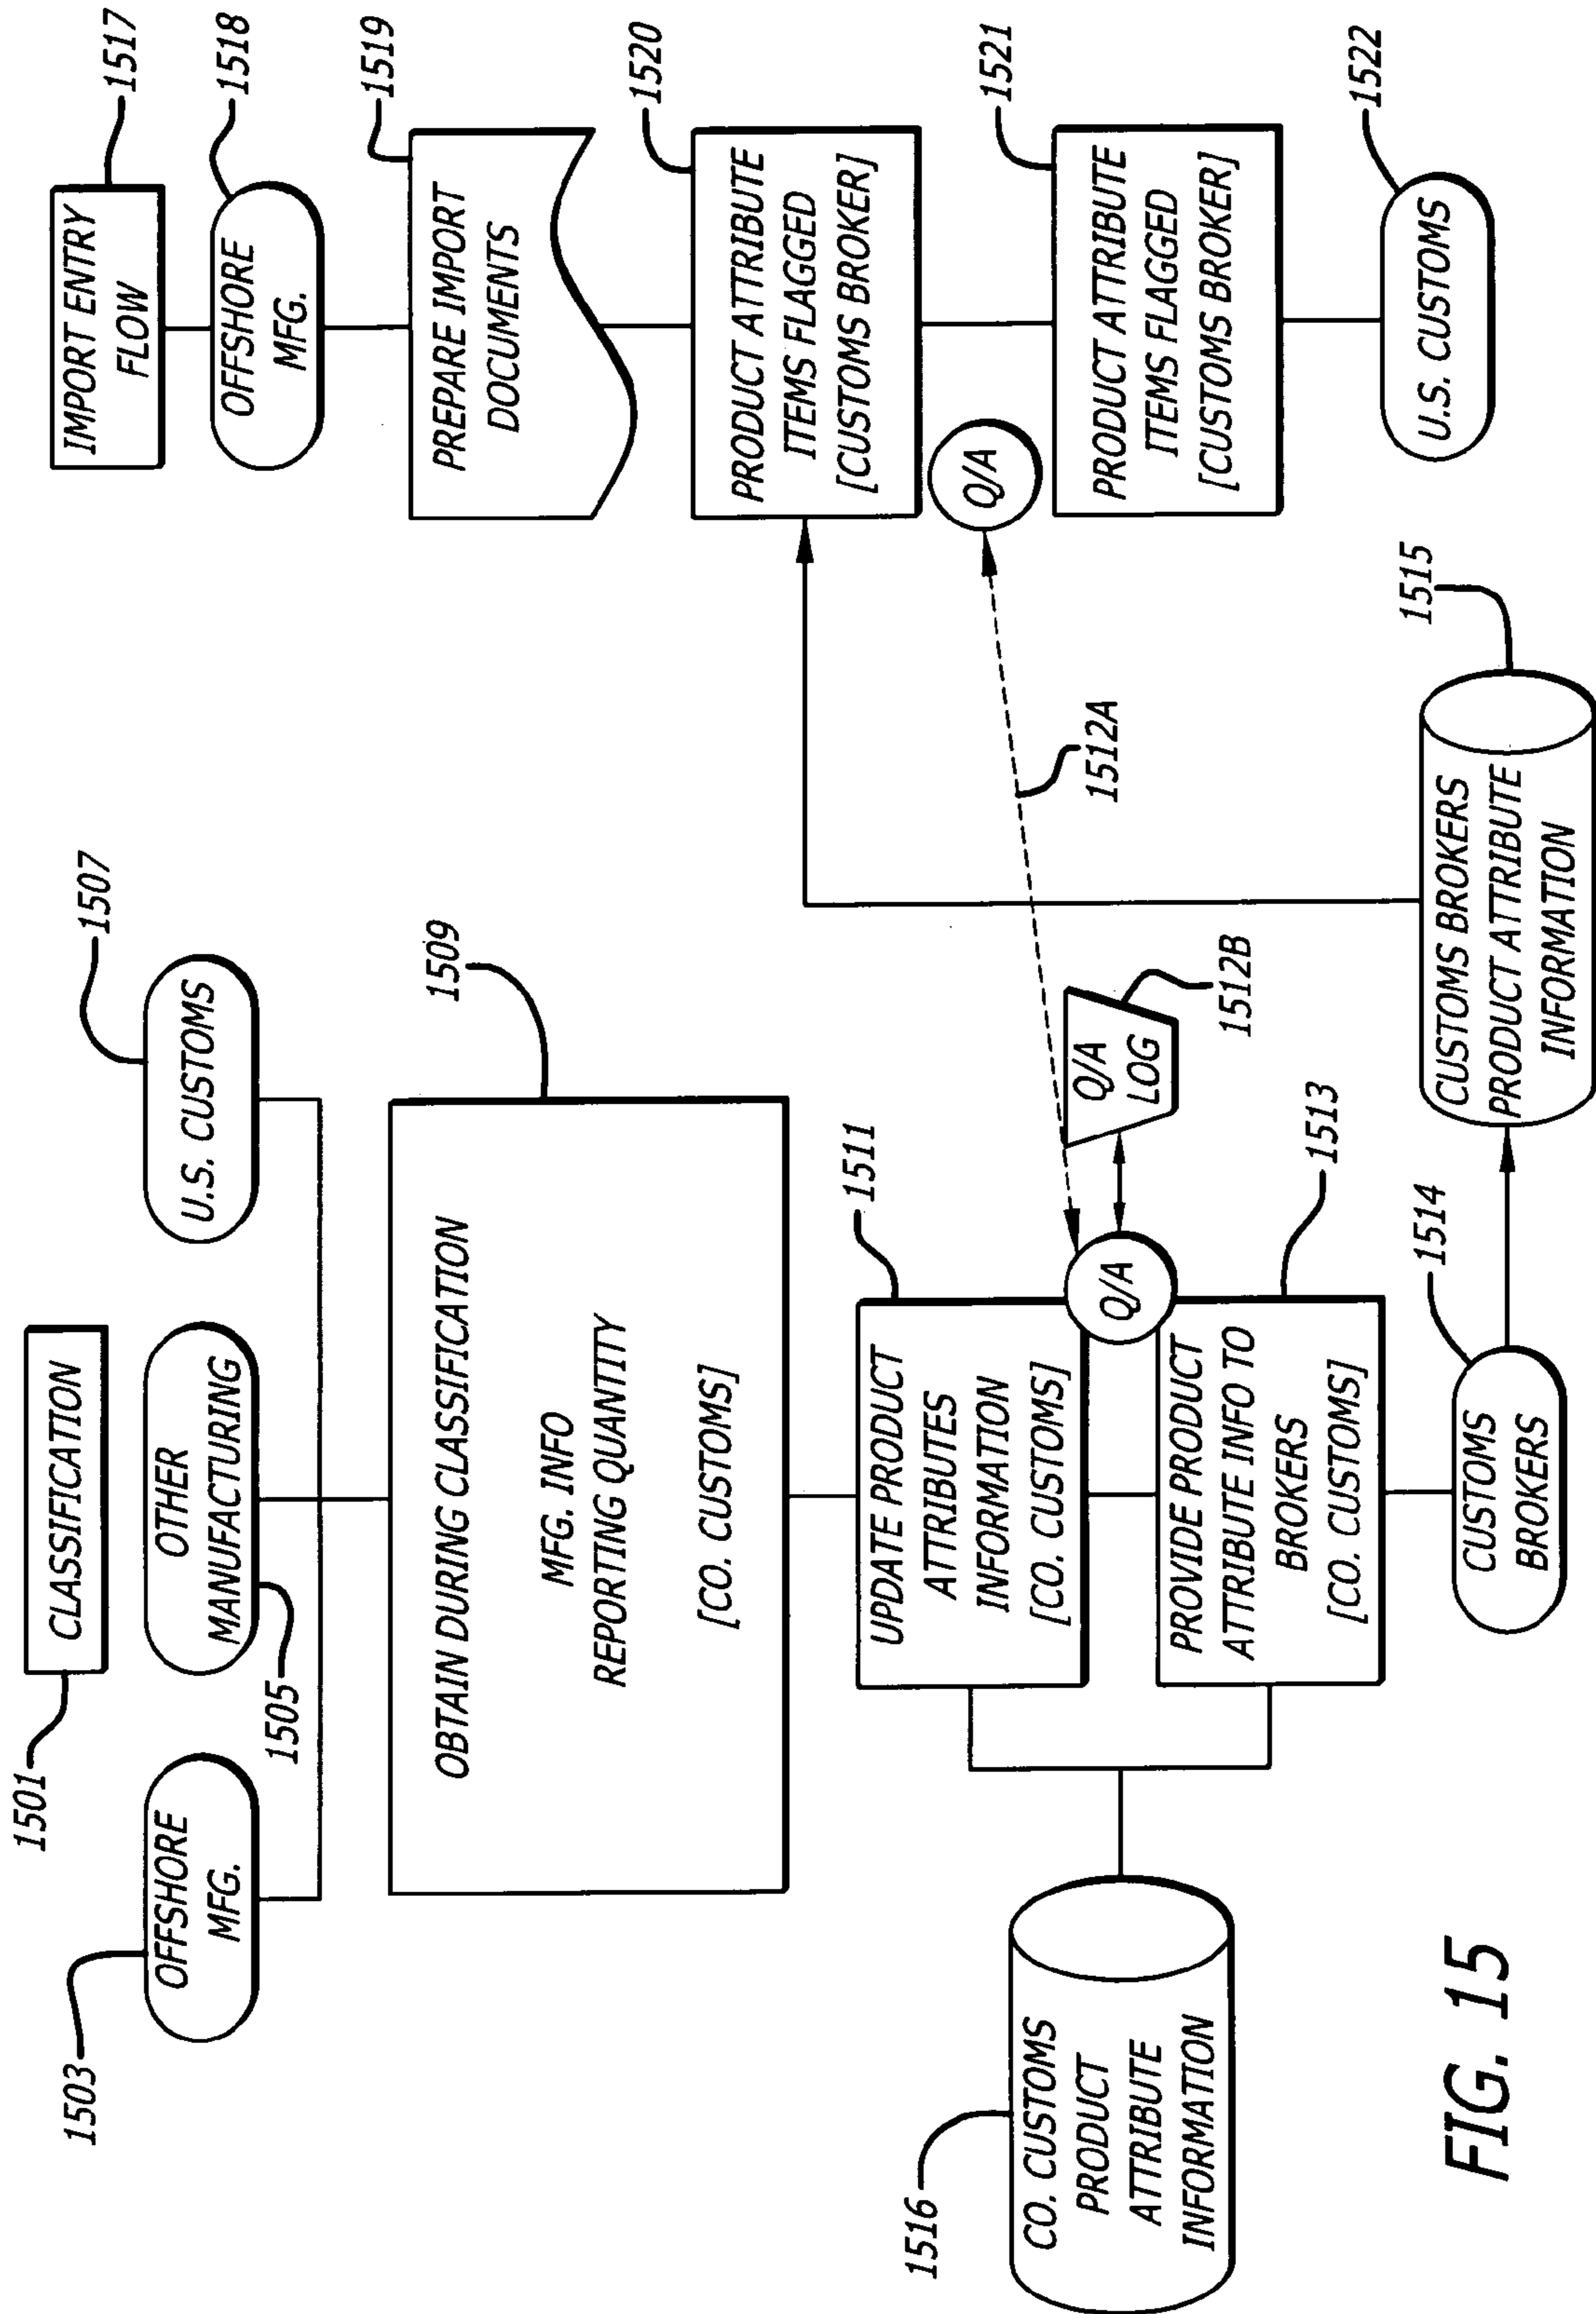 1501
CLASSIFICATION
1503
OFFSHORE
MFG.
1505
OTHER
MANUFACTURING
1507
U.S. CUSTOMS
1509
OBTAIN DURING CLASSIFICATION
MFG. INFO
REPORTING QUANTITY
[CO. CUSTOMS]
1511
UPDATE PRODUCT
ATTRIBUTES
INFORMATION
[CO. CUSTOMS]
Q/A
Q/A
LOG
1512B
1512A
1513
PROVIDE PRODUCT
ATTRIBUTE INFO TO
BROKERS
[CO. CUSTOMS]
1516
CO. CUSTOMS
PRODUCT
ATTRIBUTE
INFORMATION
1514
CUSTOMS
BROKERS
1515
CUSTOMS BROKERS
PRODUCT ATTRIBUTE
INFORMATION
1517
IMPORT ENTRY
FLOW
1518
OFFSHORE
MFG.
1519
PREPARE IMPORT
DOCUMENTS
1520
PRODUCT ATTRIBUTE
ITEMS FLAGGED
[CUSTOMS BROKER]
Q/A
1521
PRODUCT ATTRIBUTE
ITEMS FLAGGED
[CUSTOMS BROKER]
1522
U.S. CUSTOMS
FIG. 15